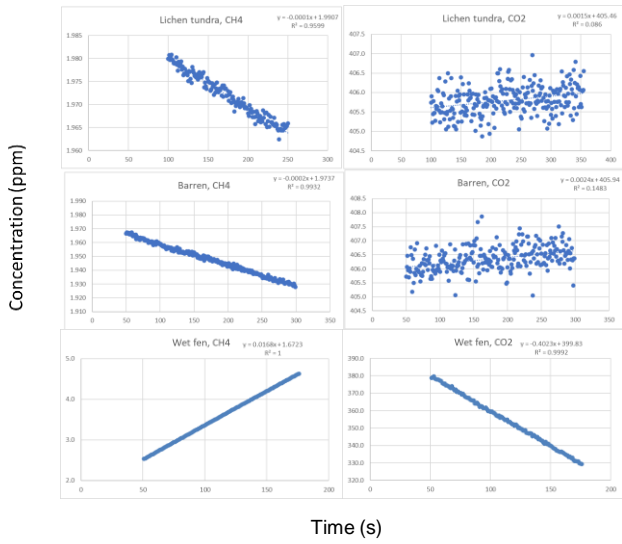 Concentration (ppm)
Lichen tundra, CH4
y = -0.0003x + 1.9907
R² = 0.9599
1.985
1.980
1.975
1.970
1.965
1.960
0 50 100 150 200 250 300
Lichen tundra, CO2
y = 0.0015x + 405.46
R² = 0.086
407.5
407.0
406.5
406.0
405.5
405.0
404.5
0 50 100 150 200 250 300 350 400
Barren, CH4
y = -0.0002x + 1.9737
R² = 0.9932
1.990
1.970
1.950
1.930
1.910
0 50 100 150 200 250 300 350
Barren, CO2
y = 0.0024x + 405.94
R² = 0.1483
408.5
408.0
407.5
407.0
406.5
406.0
405.5
405.0
404.5
0 50 100 150 200 250 300 350
Wet fen, CH4
y = 0.0168x + 1.6723
R² = 1
5.0
4.0
3.0
2.0
0 50 100 150 200
Wet fen, CO2
y = -0.4023x + 399.83
R² = 0.9992
390.0
380.0
370.0
360.0
350.0
340.0
330.0
320.0
0 50 100 150 200
Time (s)